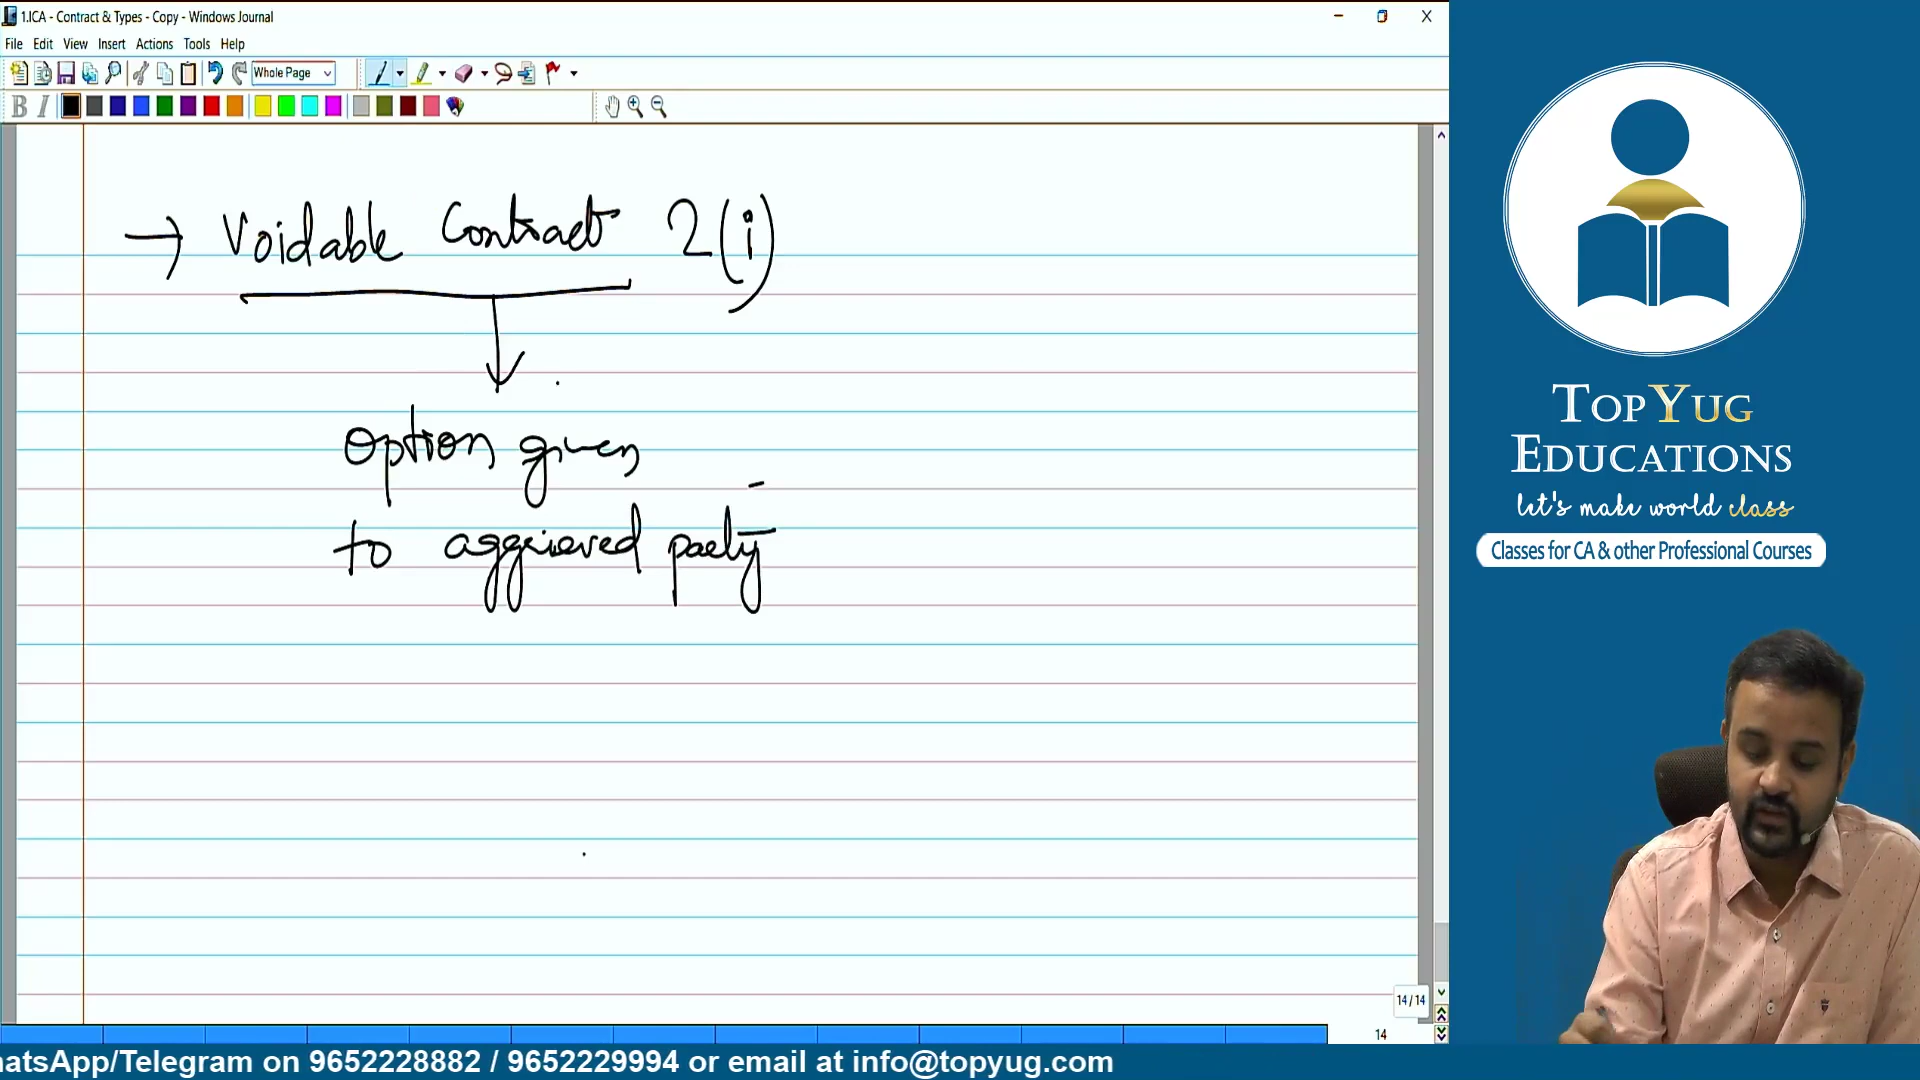 1.ICA - Contract & Types - Copy - Windows Journal
File Edit View Insert Actions Tools Help
Whole Page
B I
→ Voidable Contract 2(i)
Option given
to aggrieved party
14/14
14
TOPYUG
EDUCATIONS
let's make world class
Classes for CA & other Professional Courses
hatsApp/Telegram on 9652228882 / 9652229994 or email at info@topyug.com